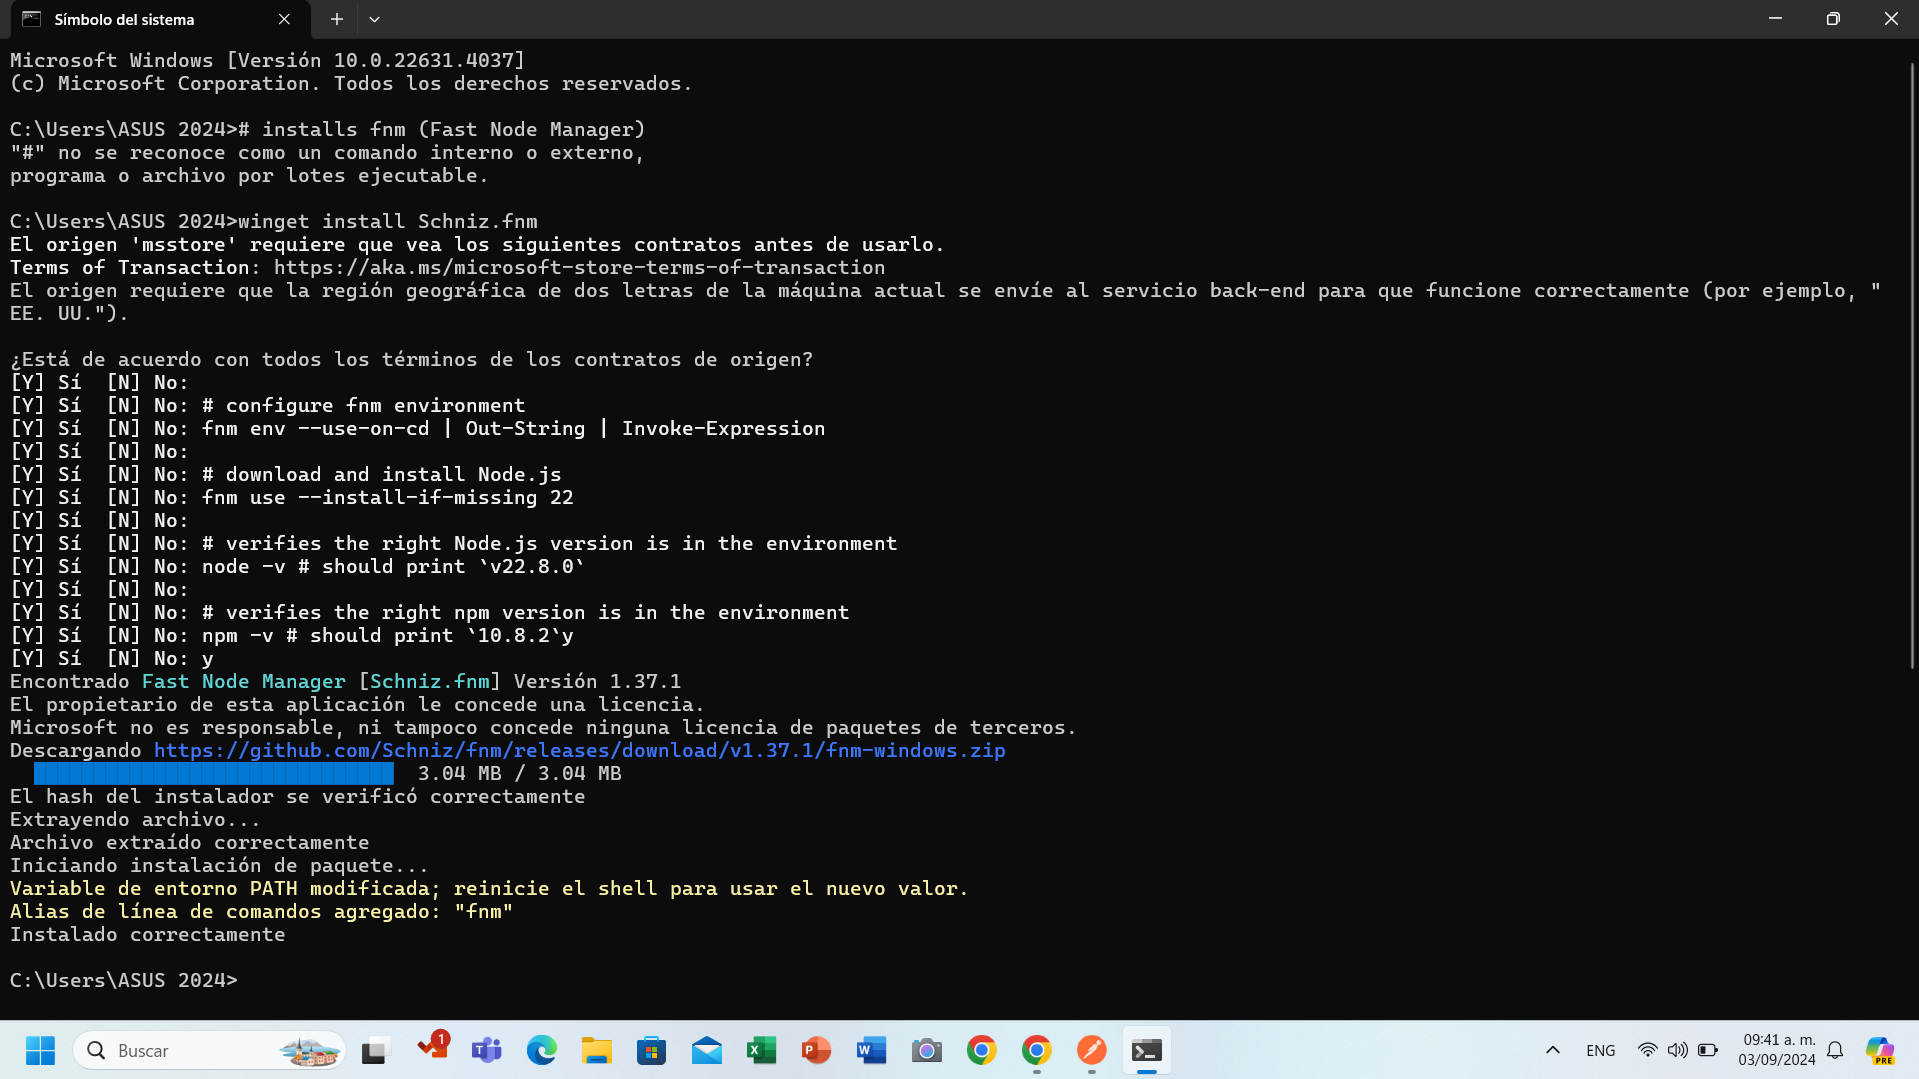 Símbolo del sistema
Microsoft Windows [Versión 10.0.22631.4037]
(c) Microsoft Corporation. Todos los derechos reservados.
C:\Users\ASUS 2024># installs fnm (Fast Node Manager)
"#" no se reconoce como un comando interno o externo,
programa o archivo por lotes ejecutable.
C:\Users\ASUS 2024>winget install Schniz.fnm
El origen 'msstore' requiere que vea los siguientes contratos antes de usarlo.
Terms of Transaction: https://aka.ms/microsoft-store-terms-of-transaction
El origen requiere que la región geográfica de dos letras de la máquina actual se envíe al servicio back-end para que funcione correctamente (por ejemplo, "
EE. UU.").
¿Está de acuerdo con todos los términos de los contratos de origen?
[Y] Sí  [N] No:
[Y] Sí  [N] No: # configure fnm environment
[Y] Sí  [N] No: fnm env --use-on-cd | Out-String | Invoke-Expression
[Y] Sí  [N] No:
[Y] Sí  [N] No: # download and install Node.js
[Y] Sí  [N] No: fnm use --install-if-missing 22
[Y] Sí  [N] No:
[Y] Sí  [N] No: # verifies the right Node.js version is in the environment
[Y] Sí  [N] No: node -v # should print `v22.8.0`
[Y] Sí  [N] No:
[Y] Sí  [N] No: # verifies the right npm version is in the environment
[Y] Sí  [N] No: npm -v # should print `10.8.2`y
[Y] Sí  [N] No: y
Encontrado Fast Node Manager [Schniz.fnm] Versión 1.37.1
El propietario de esta aplicación le concede una licencia.
Microsoft no es responsable, ni tampoco concede ninguna licencia de paquetes de terceros.
Descargando https://github.com/Schniz/fnm/releases/download/v1.37.1/fnm-windows.zip
3.04 MB / 3.04 MB
El hash del instalador se verificó correctamente
Extrayendo archivo...
Archivo extraído correctamente
Iniciando instalación de paquete...
Variable de entorno PATH modificada; reinicie el shell para usar el nuevo valor.
Alias de línea de comandos agregado: "fnm"
Instalado correctamente
C:\Users\ASUS 2024>
Buscar
1
ENG
09:41 a. m.
03/09/2024
PRE